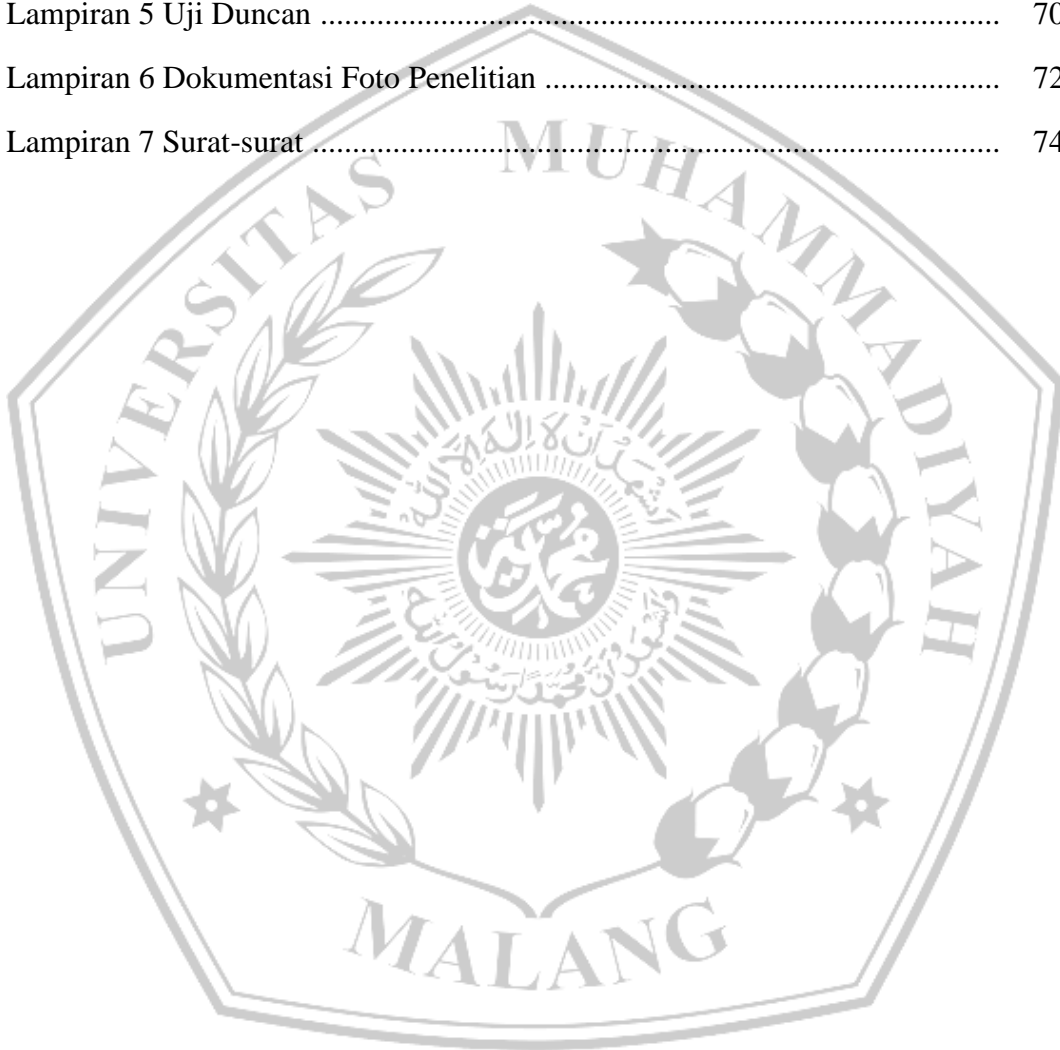 Lampiran 5 Uji Duncan ........................................................................................ 70
Lampiran 6 Dokumentasi Foto Penelitian ........................................................... 72
Lampiran 7 Surat-surat ......................................................................................... 74
UNIVERSITAS MUHAMMADIYAH
MALANG